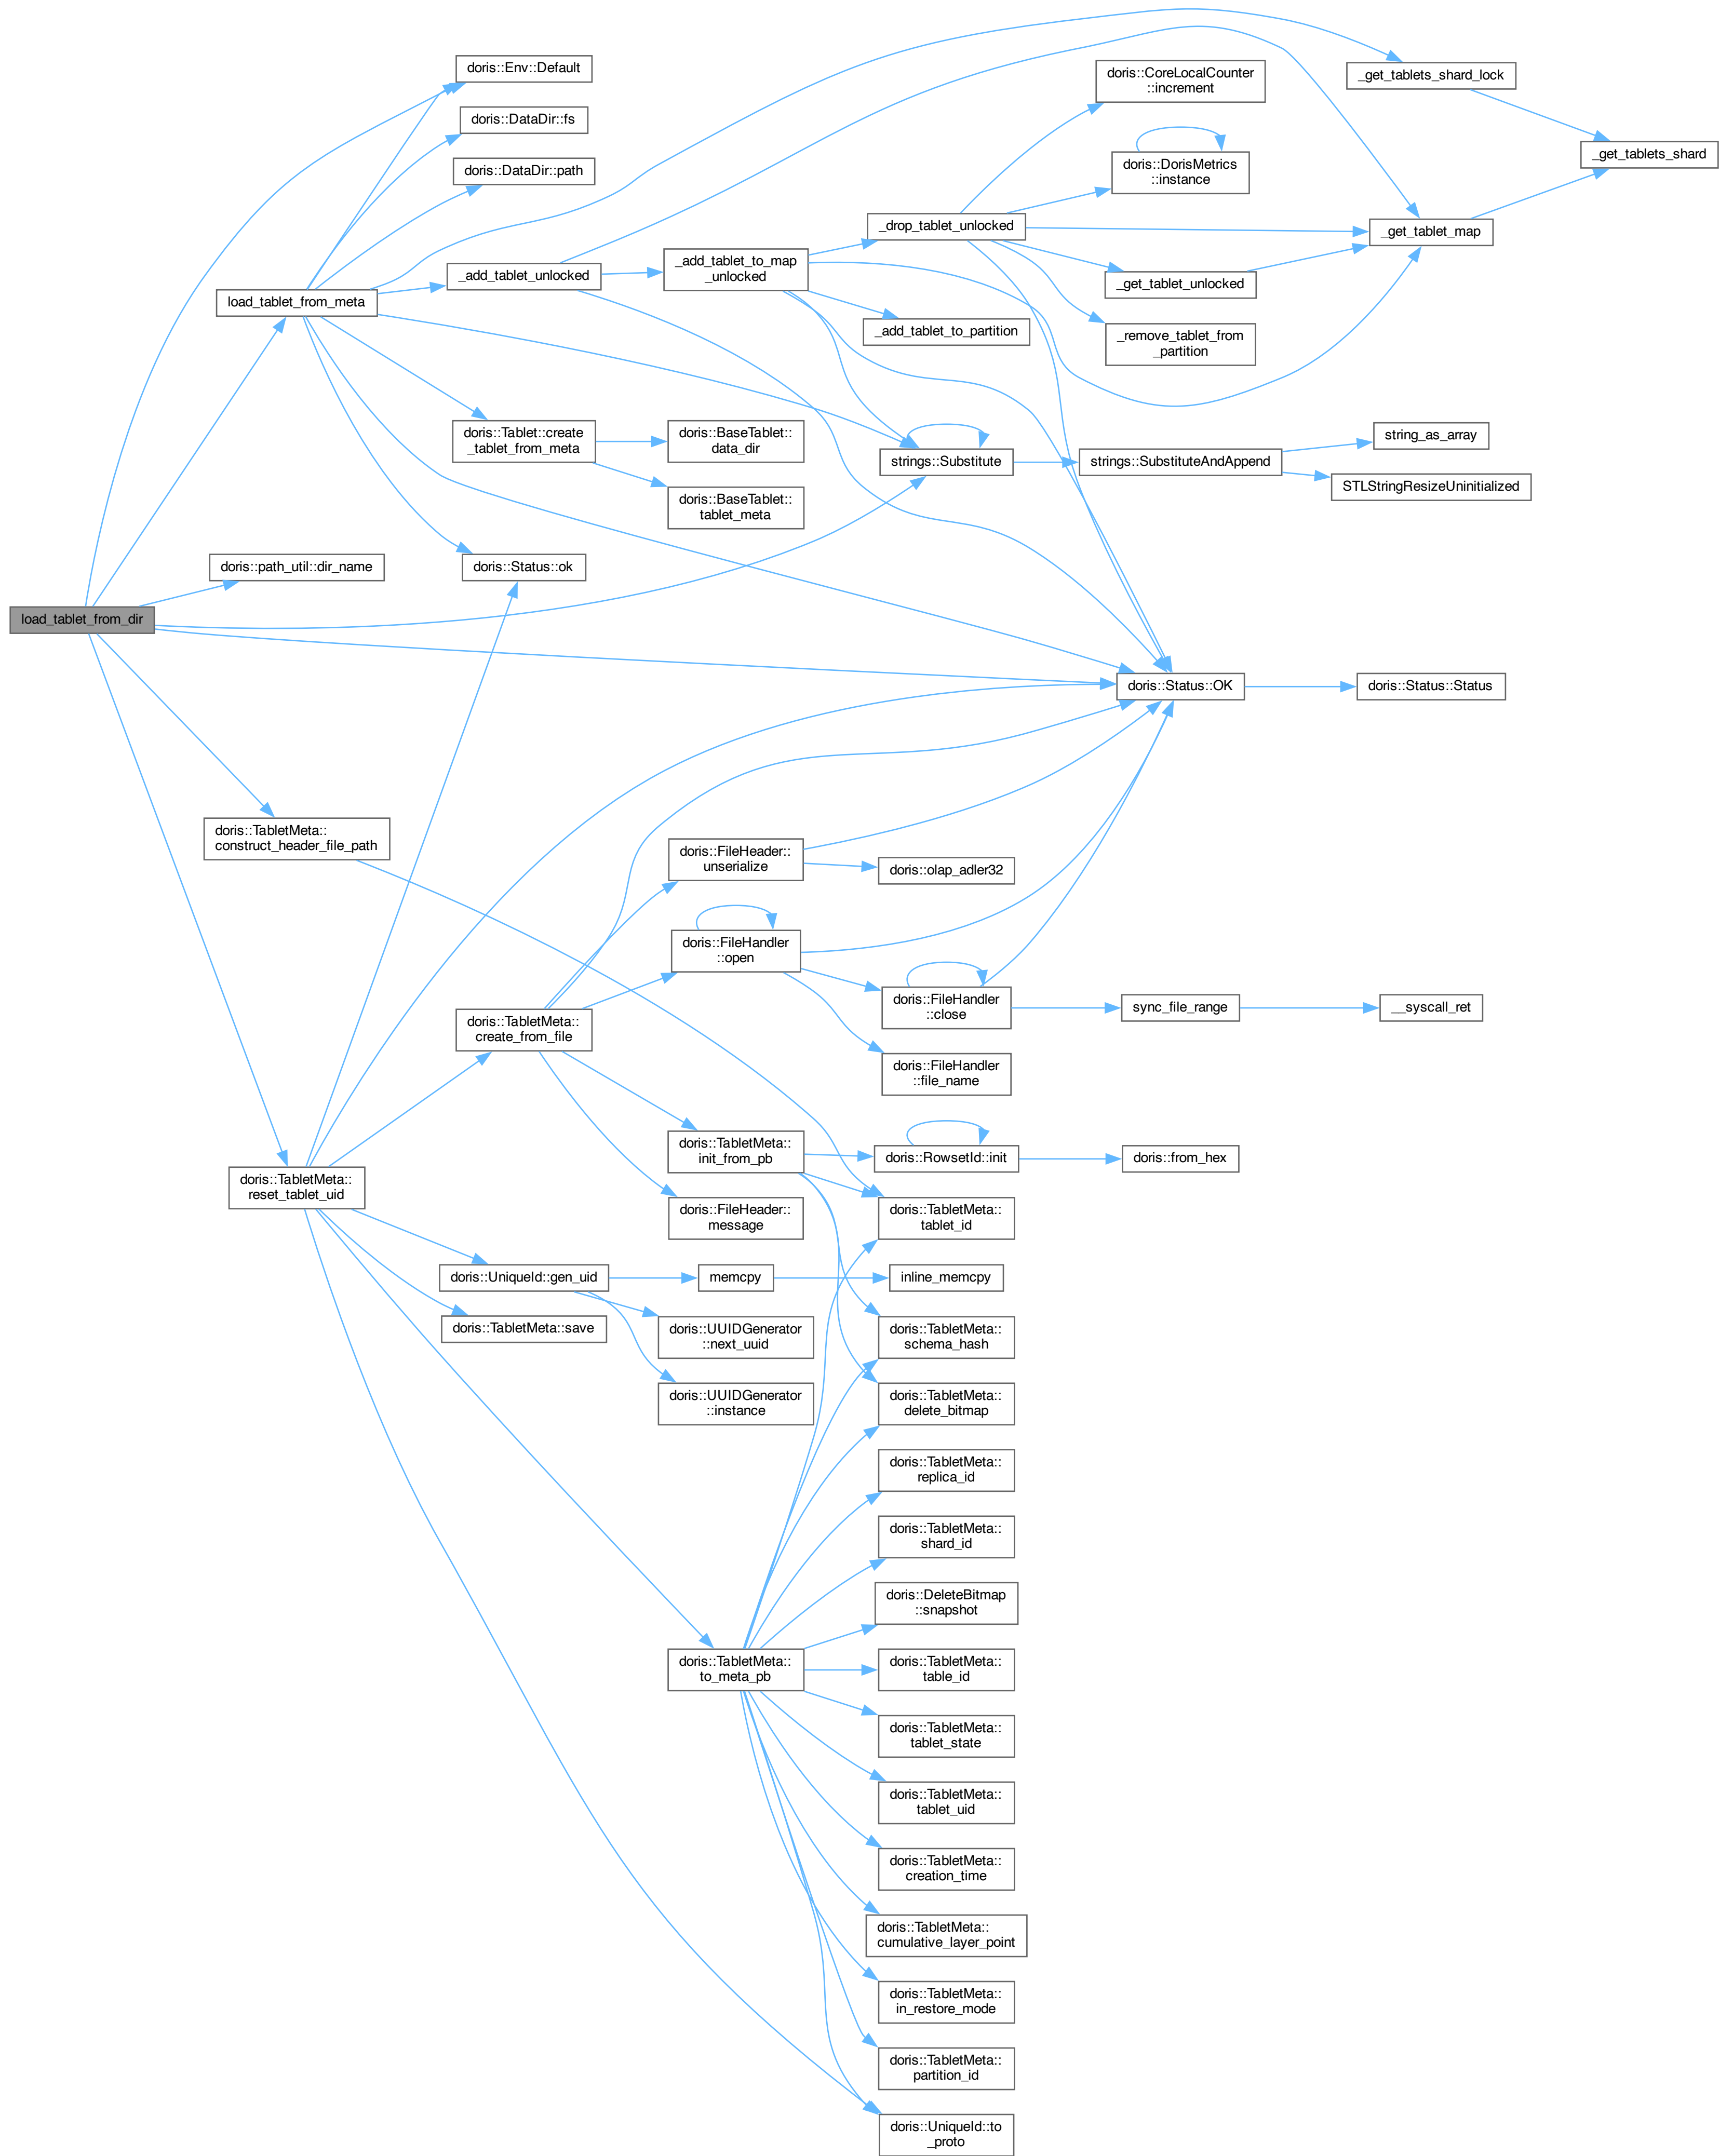 load_tablet_from_dir
doris::Env::Default
load_tablet_from_meta
doris::DataDir::fs
doris::DataDir::path
_add_tablet_unlocked
_add_tablet_to_map
_unlocked
_drop_tablet_unlocked
doris::CoreLocalCounter
::increment
doris::DorisMetrics
::instance
_get_tablet_map
_get_tablets_shard
_get_tablets_shard_lock
_get_tablet_unlocked
_remove_tablet_from
_partition
_add_tablet_to_partition
strings::Substitute
strings::SubstituteAndAppend
string_as_array
STLStringResizeUninitialized
doris::Tablet::create
_tablet_from_meta
doris::BaseTablet::
data_dir
doris::BaseTablet::
tablet_meta
doris::Status::ok
doris::path_util::dir_name
doris::Status::OK
doris::Status::Status
doris::TabletMeta::
construct_header_file_path
doris::TabletMeta::
reset_tablet_uid
doris::TabletMeta::
create_from_file
doris::FileHeader::
unserialize
doris::olap_adler32
doris::FileHandler
::open
doris::FileHandler
::close
sync_file_range
__syscall_ret
doris::FileHandler
::file_name
doris::TabletMeta::
init_from_pb
doris::RowsetId::init
doris::from_hex
doris::FileHeader::
message
doris::TabletMeta::
tablet_id
doris::UniqueId::gen_uid
memcpy
inline_memcpy
doris::UUIDGenerator
::next_uuid
doris::UUIDGenerator
::instance
doris::TabletMeta::save
doris::TabletMeta::
schema_hash
doris::TabletMeta::
delete_bitmap
doris::TabletMeta::
replica_id
doris::TabletMeta::
shard_id
doris::DeleteBitmap
::snapshot
doris::TabletMeta::
to_meta_pb
doris::TabletMeta::
table_id
doris::TabletMeta::
tablet_state
doris::TabletMeta::
tablet_uid
doris::TabletMeta::
creation_time
doris::TabletMeta::
cumulative_layer_point
doris::TabletMeta::
in_restore_mode
doris::TabletMeta::
partition_id
doris::UniqueId::to
_proto